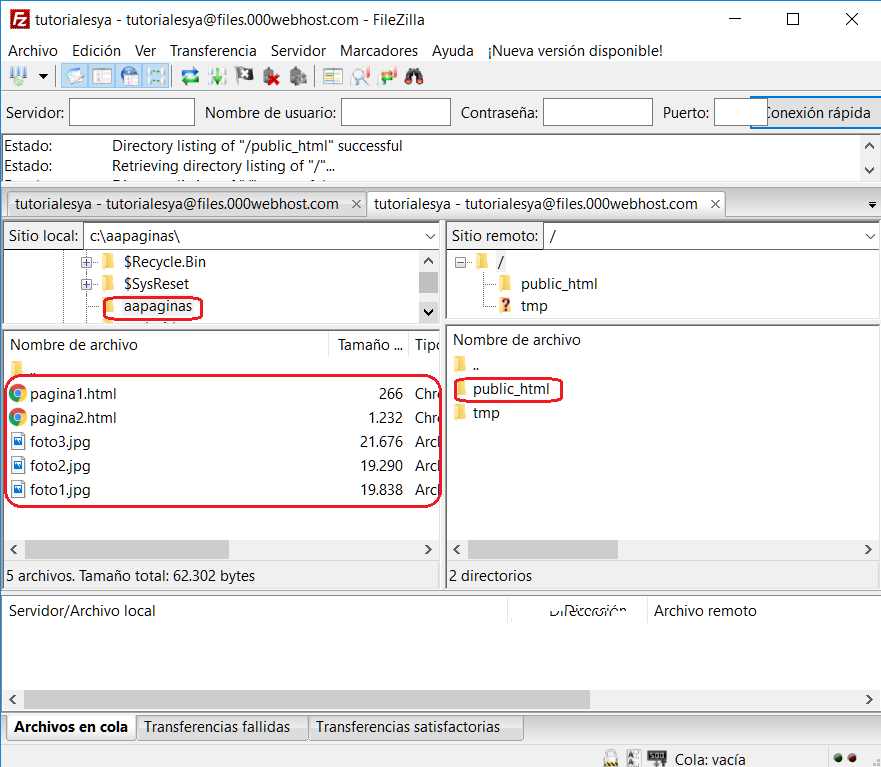 tutorialesya - tutorialesya@files.000webhost.com - FileZilla
Archivo Edición Ver Transferencia Servidor Marcadores Ayuda ¡Nueva versión disponible!
Servidor: Nombre de usuario: Contraseña: Puerto: Conexión rápida
Estado: Directory listing of "/public_html" successful
Estado: Retrieving directory listing of "/"...
tutorialesya - tutorialesya@files.000webhost.com tutorialesya - tutorialesya@files.000webhost.com
Sitio local: c:\aapaginas\ Sitio remoto: /
$Recycle.Bin /
$SysReset public_html
aapaginas tmp
Nombre de archivo Tamaño ... Tipo Nombre de archivo
.. ..
pagina1.html 266 Chr public_html
pagina2.html 1.232 Chr tmp
foto3.jpg 21.676 Arcl
foto2.jpg 19.290 Arcl
foto1.jpg 19.838 Arcl
5 archivos. Tamaño total: 62.302 bytes 2 directorios
Servidor/Archivo local Archivo remoto
Archivos en cola Transferencias fallidas Transferencias satisfactorias
Cola: vacía